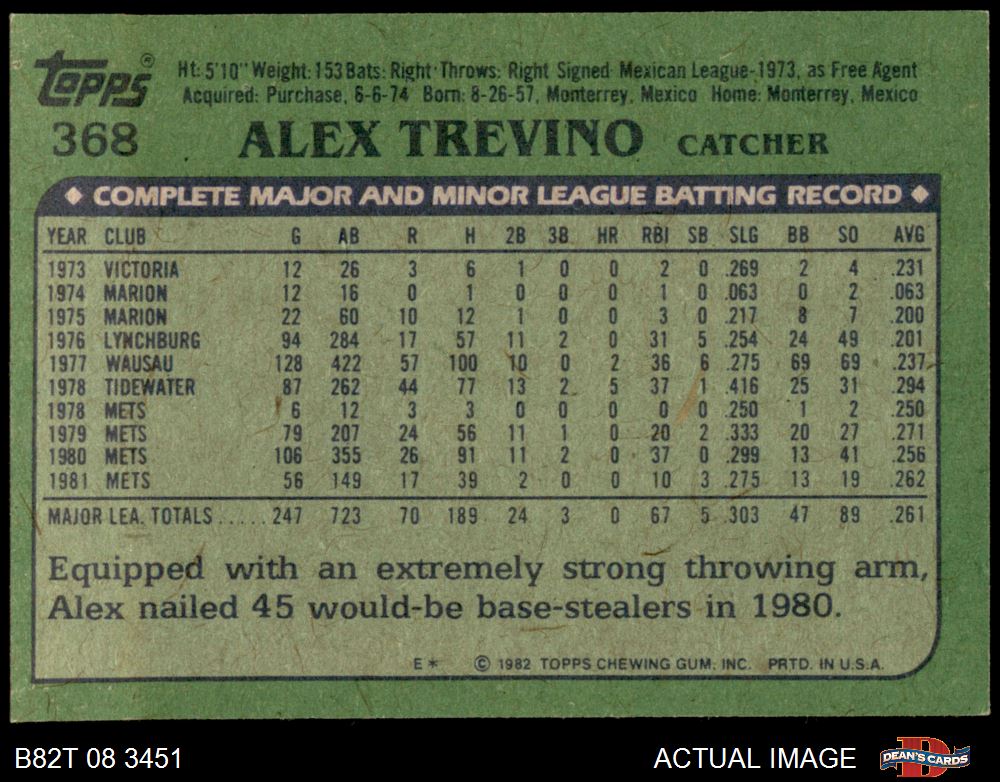 Topps® Ht: 5'10" Weight: 153 Bats: Right Throws: Right Signed Mexican League-1973, as Free Agent
Acquired: Purchase, 6-6-74 Born: 8-26-57, Monterrey, Mexico Home: Monterrey, Mexico
368 ALEX TREVINO CATCHER
◆ COMPLETE MAJOR AND MINOR LEAGUE BATTING RECORD ◆
YEAR CLUB G AB R H 2B 3B HR RBI SB SLG BB SO AVG
1973 VICTORIA 12 26 3 6 1 0 0 2 0 .269 2 4 .231
1974 MARION 12 16 0 1 0 0 0 1 0 .063 0 2 .063
1975 MARION 22 60 10 12 1 0 0 3 0 .217 8 7 .200
1976 LYNCHBURG 94 284 17 57 11 2 0 31 5 .254 24 49 .201
1977 WAUSAU 128 422 57 100 10 0 2 36 6 .275 69 69 .237
1978 TIDEWATER 87 262 44 77 13 2 5 37 1 .416 25 31 .294
1978 METS 6 12 3 3 0 0 0 0 0 .250 1 2 .250
1979 METS 79 207 24 56 11 1 0 20 2 .333 20 27 .271
1980 METS 106 355 26 91 11 2 0 37 0 .299 13 41 .256
1981 METS 56 149 17 39 2 0 0 10 3 .275 13 19 .262
MAJOR LEA. TOTALS ..... 247 723 70 189 24 3 0 67 5 .303 47 89 .261
Equipped with an extremely strong throwing arm,
Alex nailed 45 would-be base-stealers in 1980.
E* © 1982 TOPPS CHEWING GUM, INC. PRTD. IN U.S.A.
B82T 08 3451 ACTUAL IMAGE DEAN'S CARDS